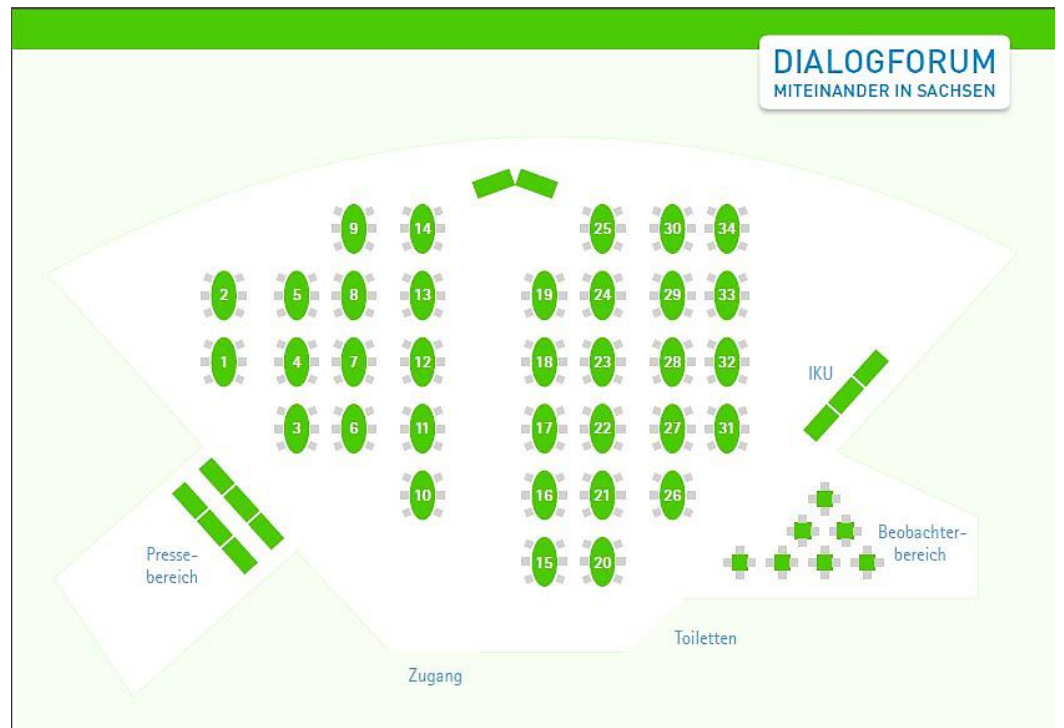 DIALOGFORUM
MITEINANDER IN SACHSEN
9 14 25 30 34
2 5 8 13 19 24 29 33
1 4 7 12 18 23 28 32
IKU
3 6 11 17 22 27 31
10 16 21 26
Presse-
bereich
Beobachter-
bereich
15 20
Toiletten
Zugang